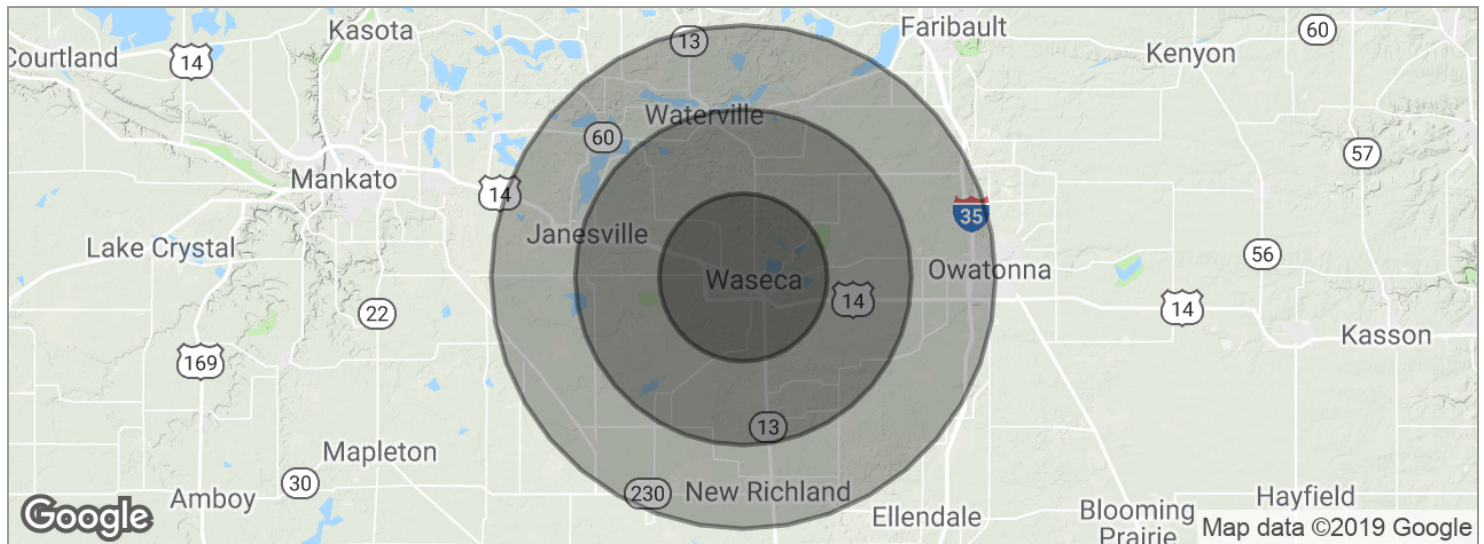 Kasota
13
Faribault
60
Courtland
14
Kenyon
Waterville
60
57
Mankato
14
35
Janesville
Lake Crystal
56
Owatonna
Waseca
14
14
22
Kasson
169
13
Mapleton
30
230
New Richland
Amboy
Hayfield
Blooming
Prairie
Ellendale
Google
Map data ©2019 Google